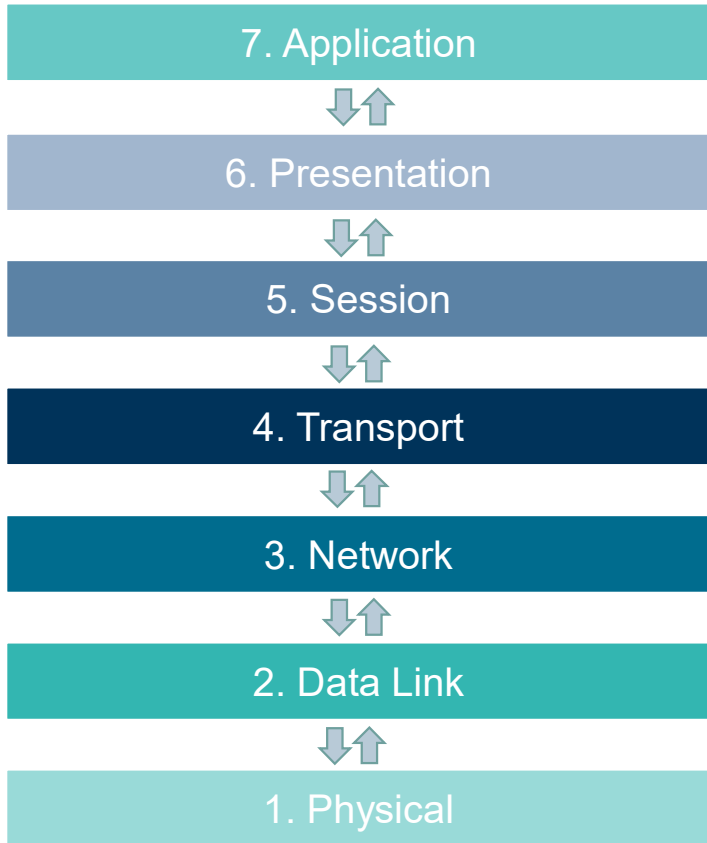 7. Application
6. Presentation
5. Session
4. Transport
3. Network
2. Data Link
1. Physical